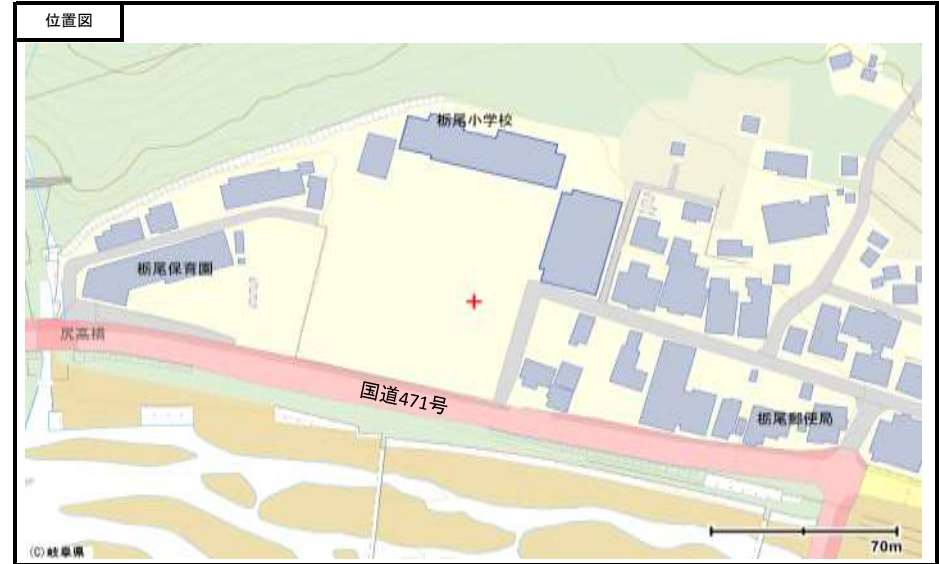 位置図
栃尾小学校
栃尾保育園
尻高橋
国道471号
栃尾郵便局
70m
(C)岐阜県